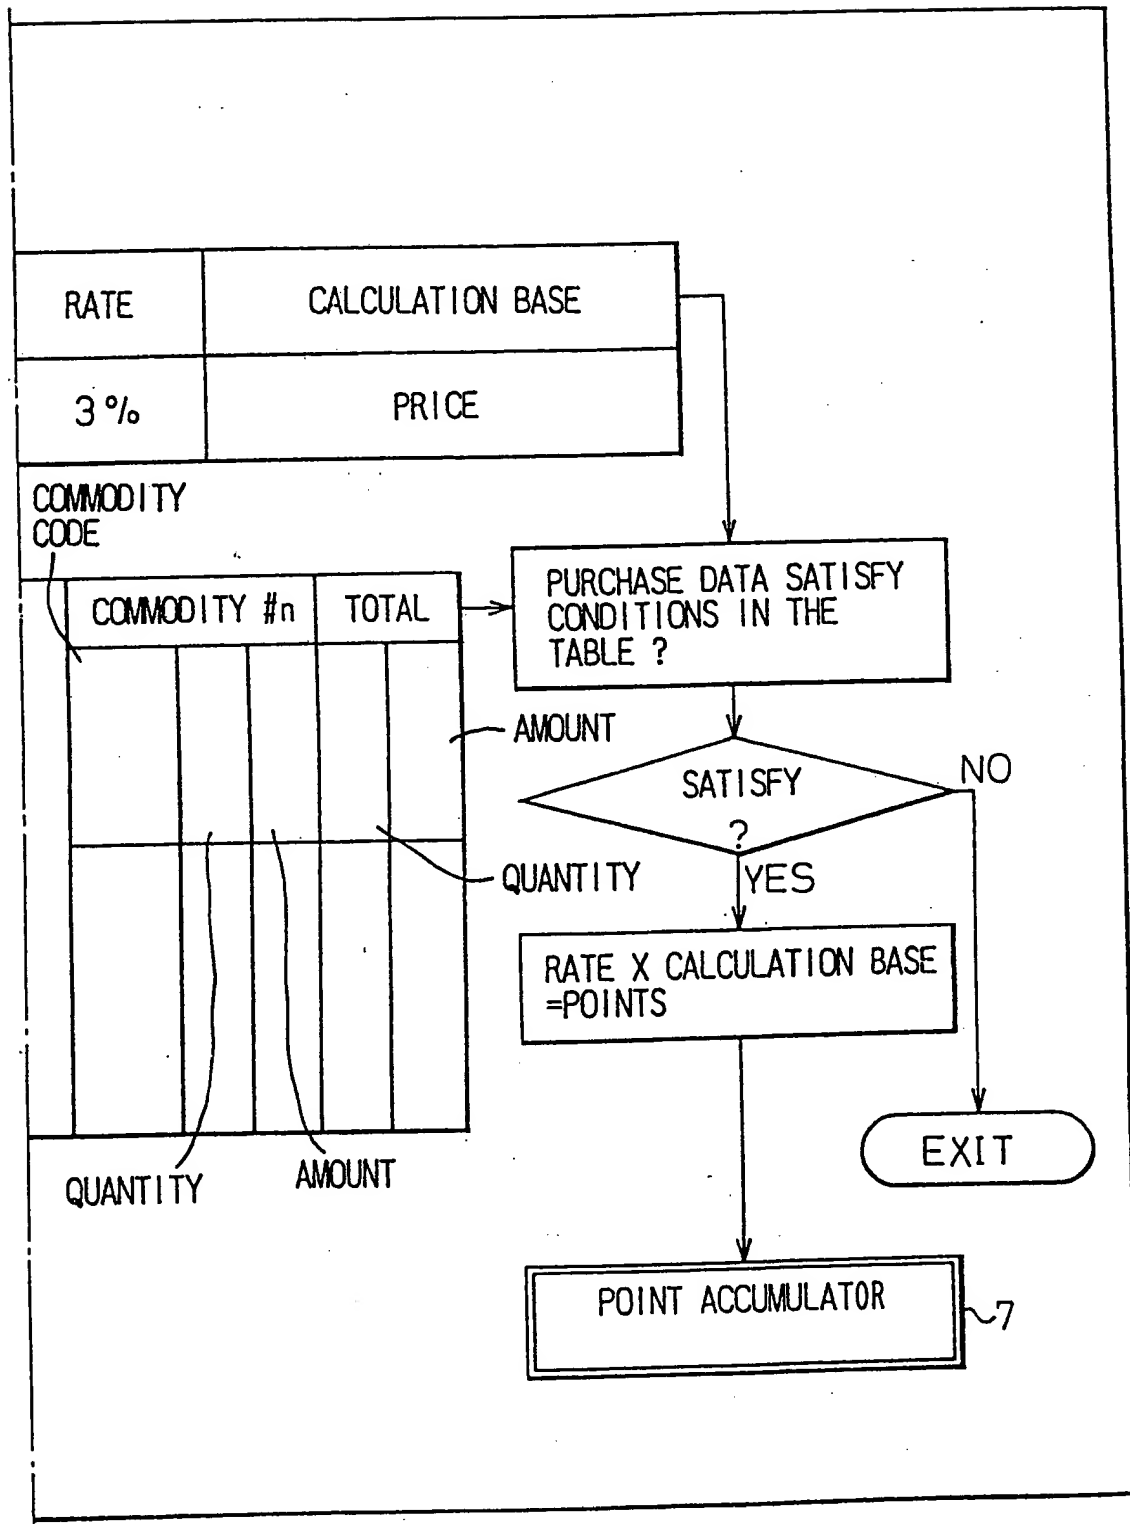 RATE
CALCULATION BASE
3%
PRICE
COMMODITY
CODE
COMMODITY #n
TOTAL
PURCHASE DATA SATISFY
CONDITIONS IN THE
TABLE ?
AMOUNT
SATISFY
?
NO
QUANTITY
YES
RATE X CALCULATION BASE
=POINTS
EXIT
QUANTITY
AMOUNT
POINT ACCUMULATOR
7